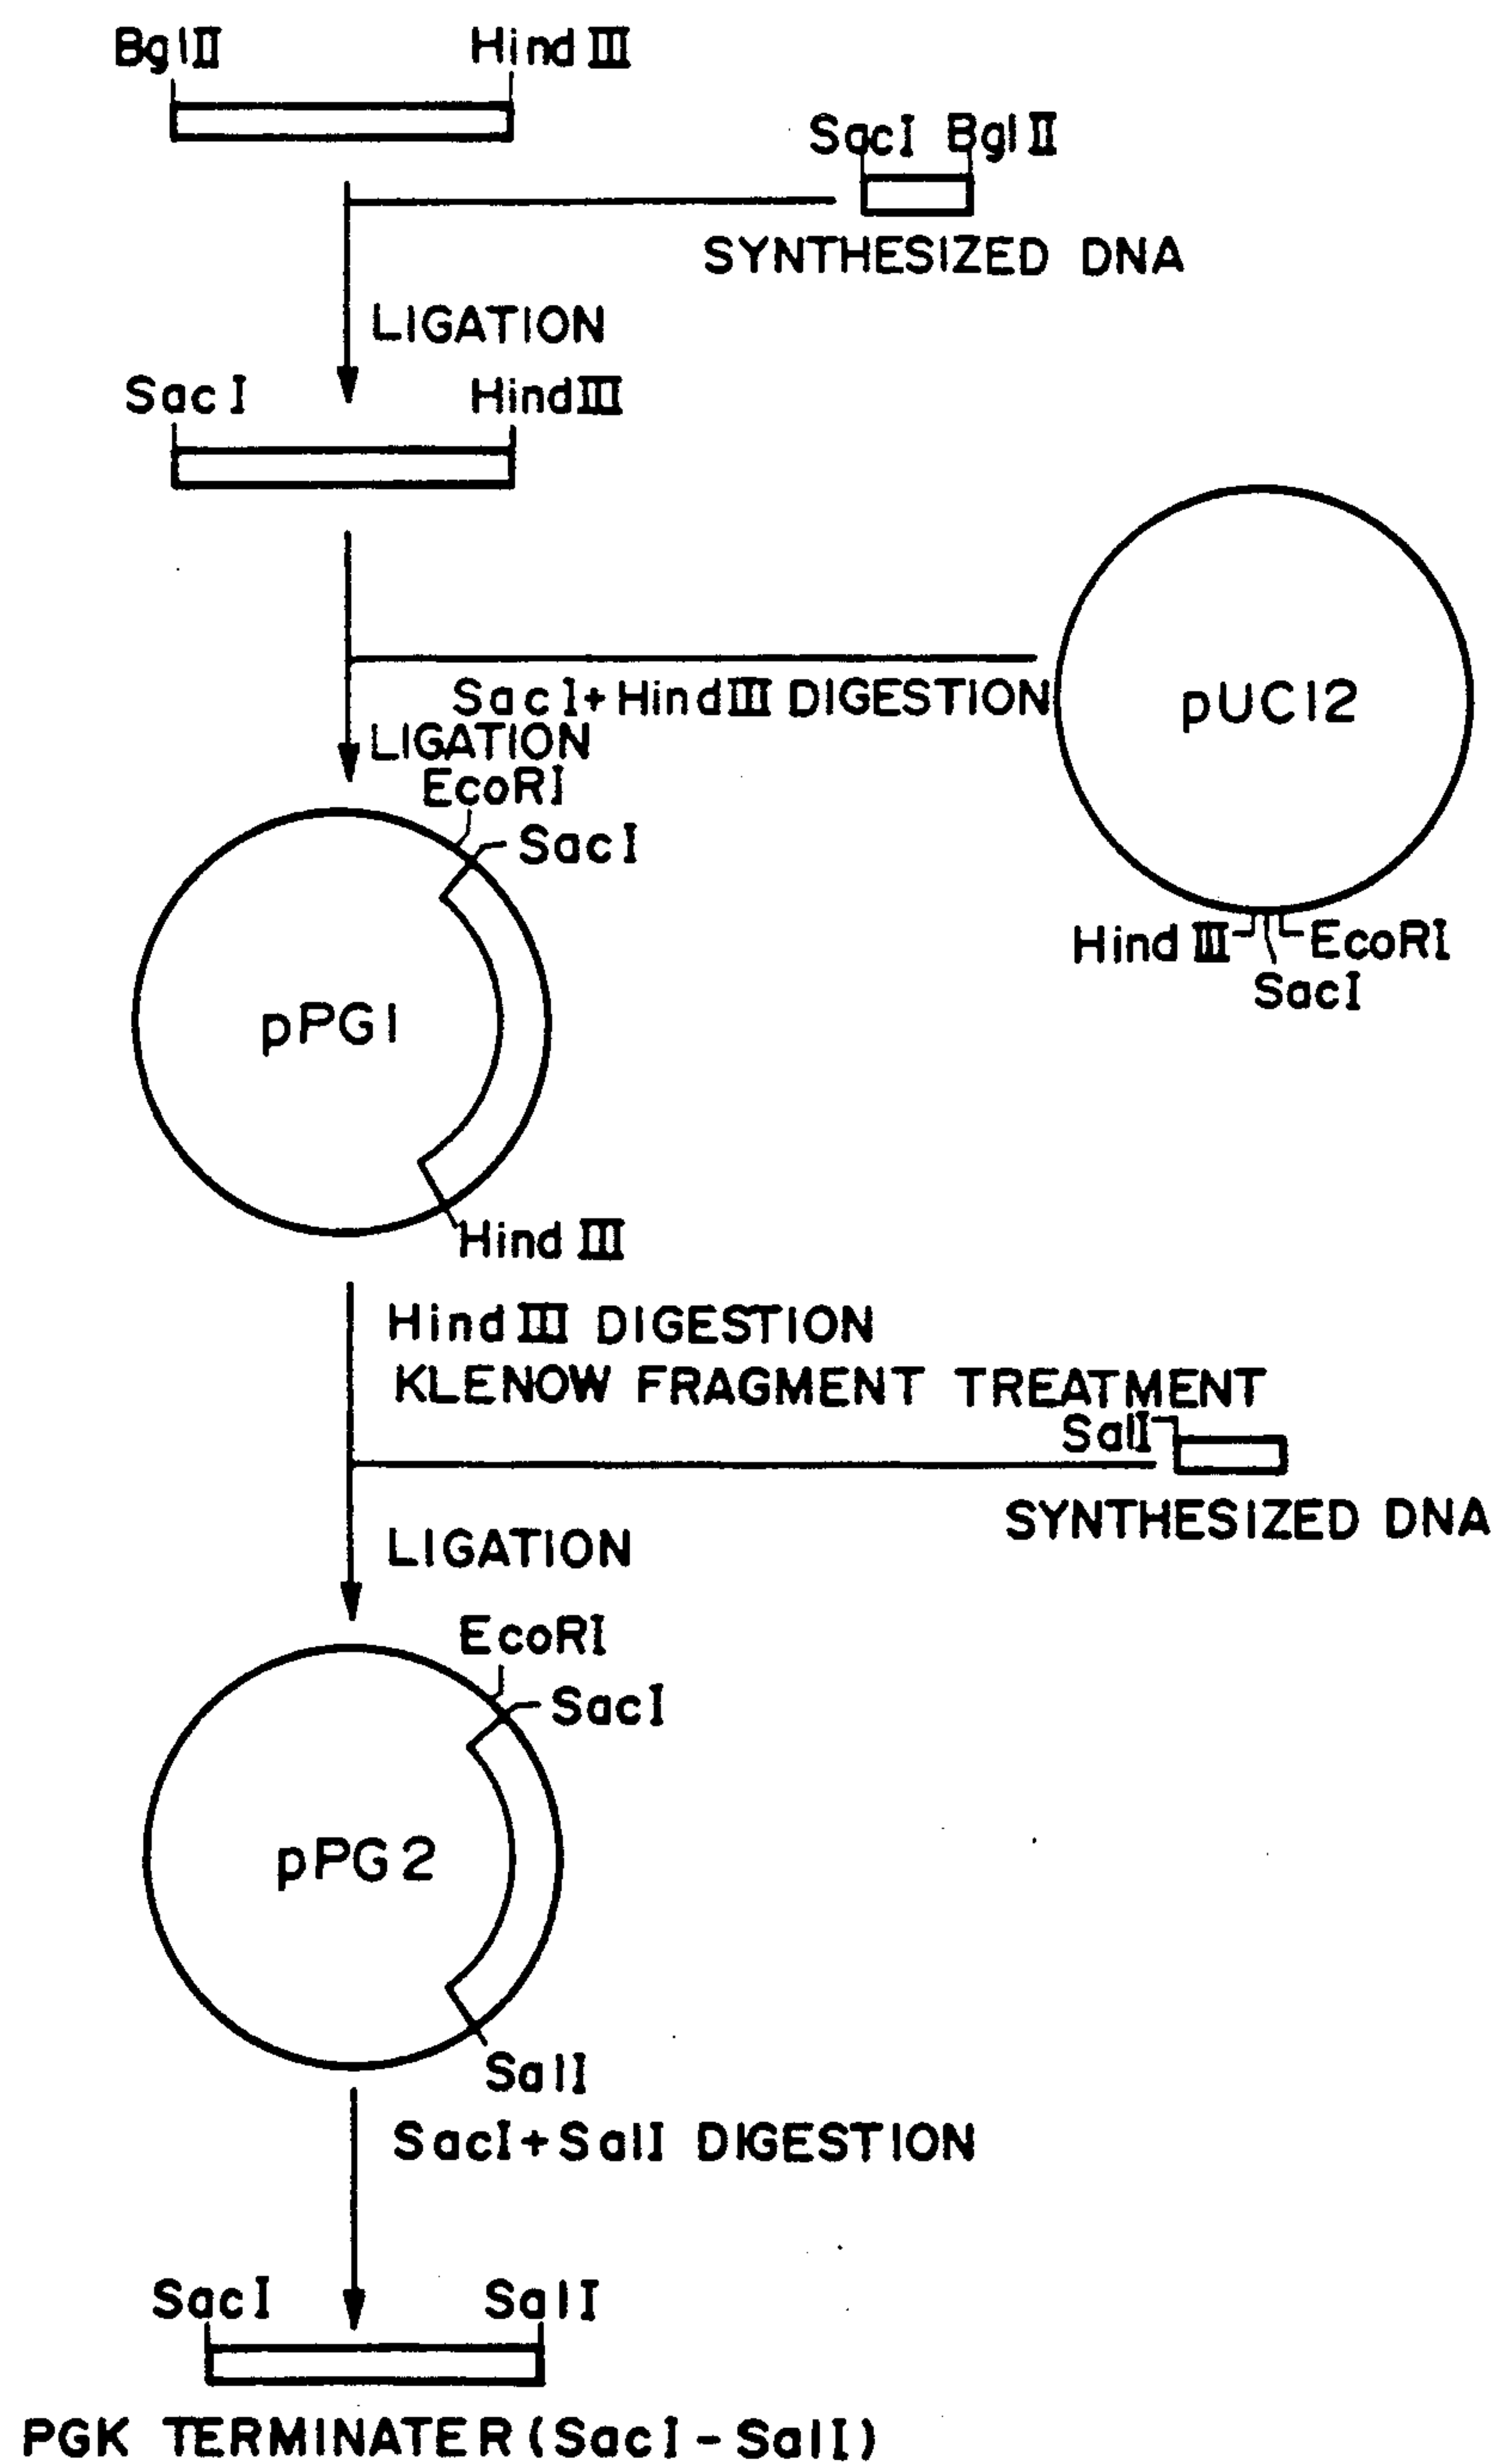 BglII HindIII
SacI BglII
SYNTHESIZED DNA
LIGATION
SacI HindIII
SacI+HindIII DIGESTION
pUC12
LIGATION
EcoRI
SacI
HindIII EcoRI
SacI
pPG1
HindIII
HindIII DIGESTION
KLENOW FRAGMENT TREATMENT
SalI
SYNTHESIZED DNA
LIGATION
EcoRI
SacI
pPG2
SalI
SacI+SalI DIGESTION
SacI SalI
PGK TERMINATER(SacI-SalI)